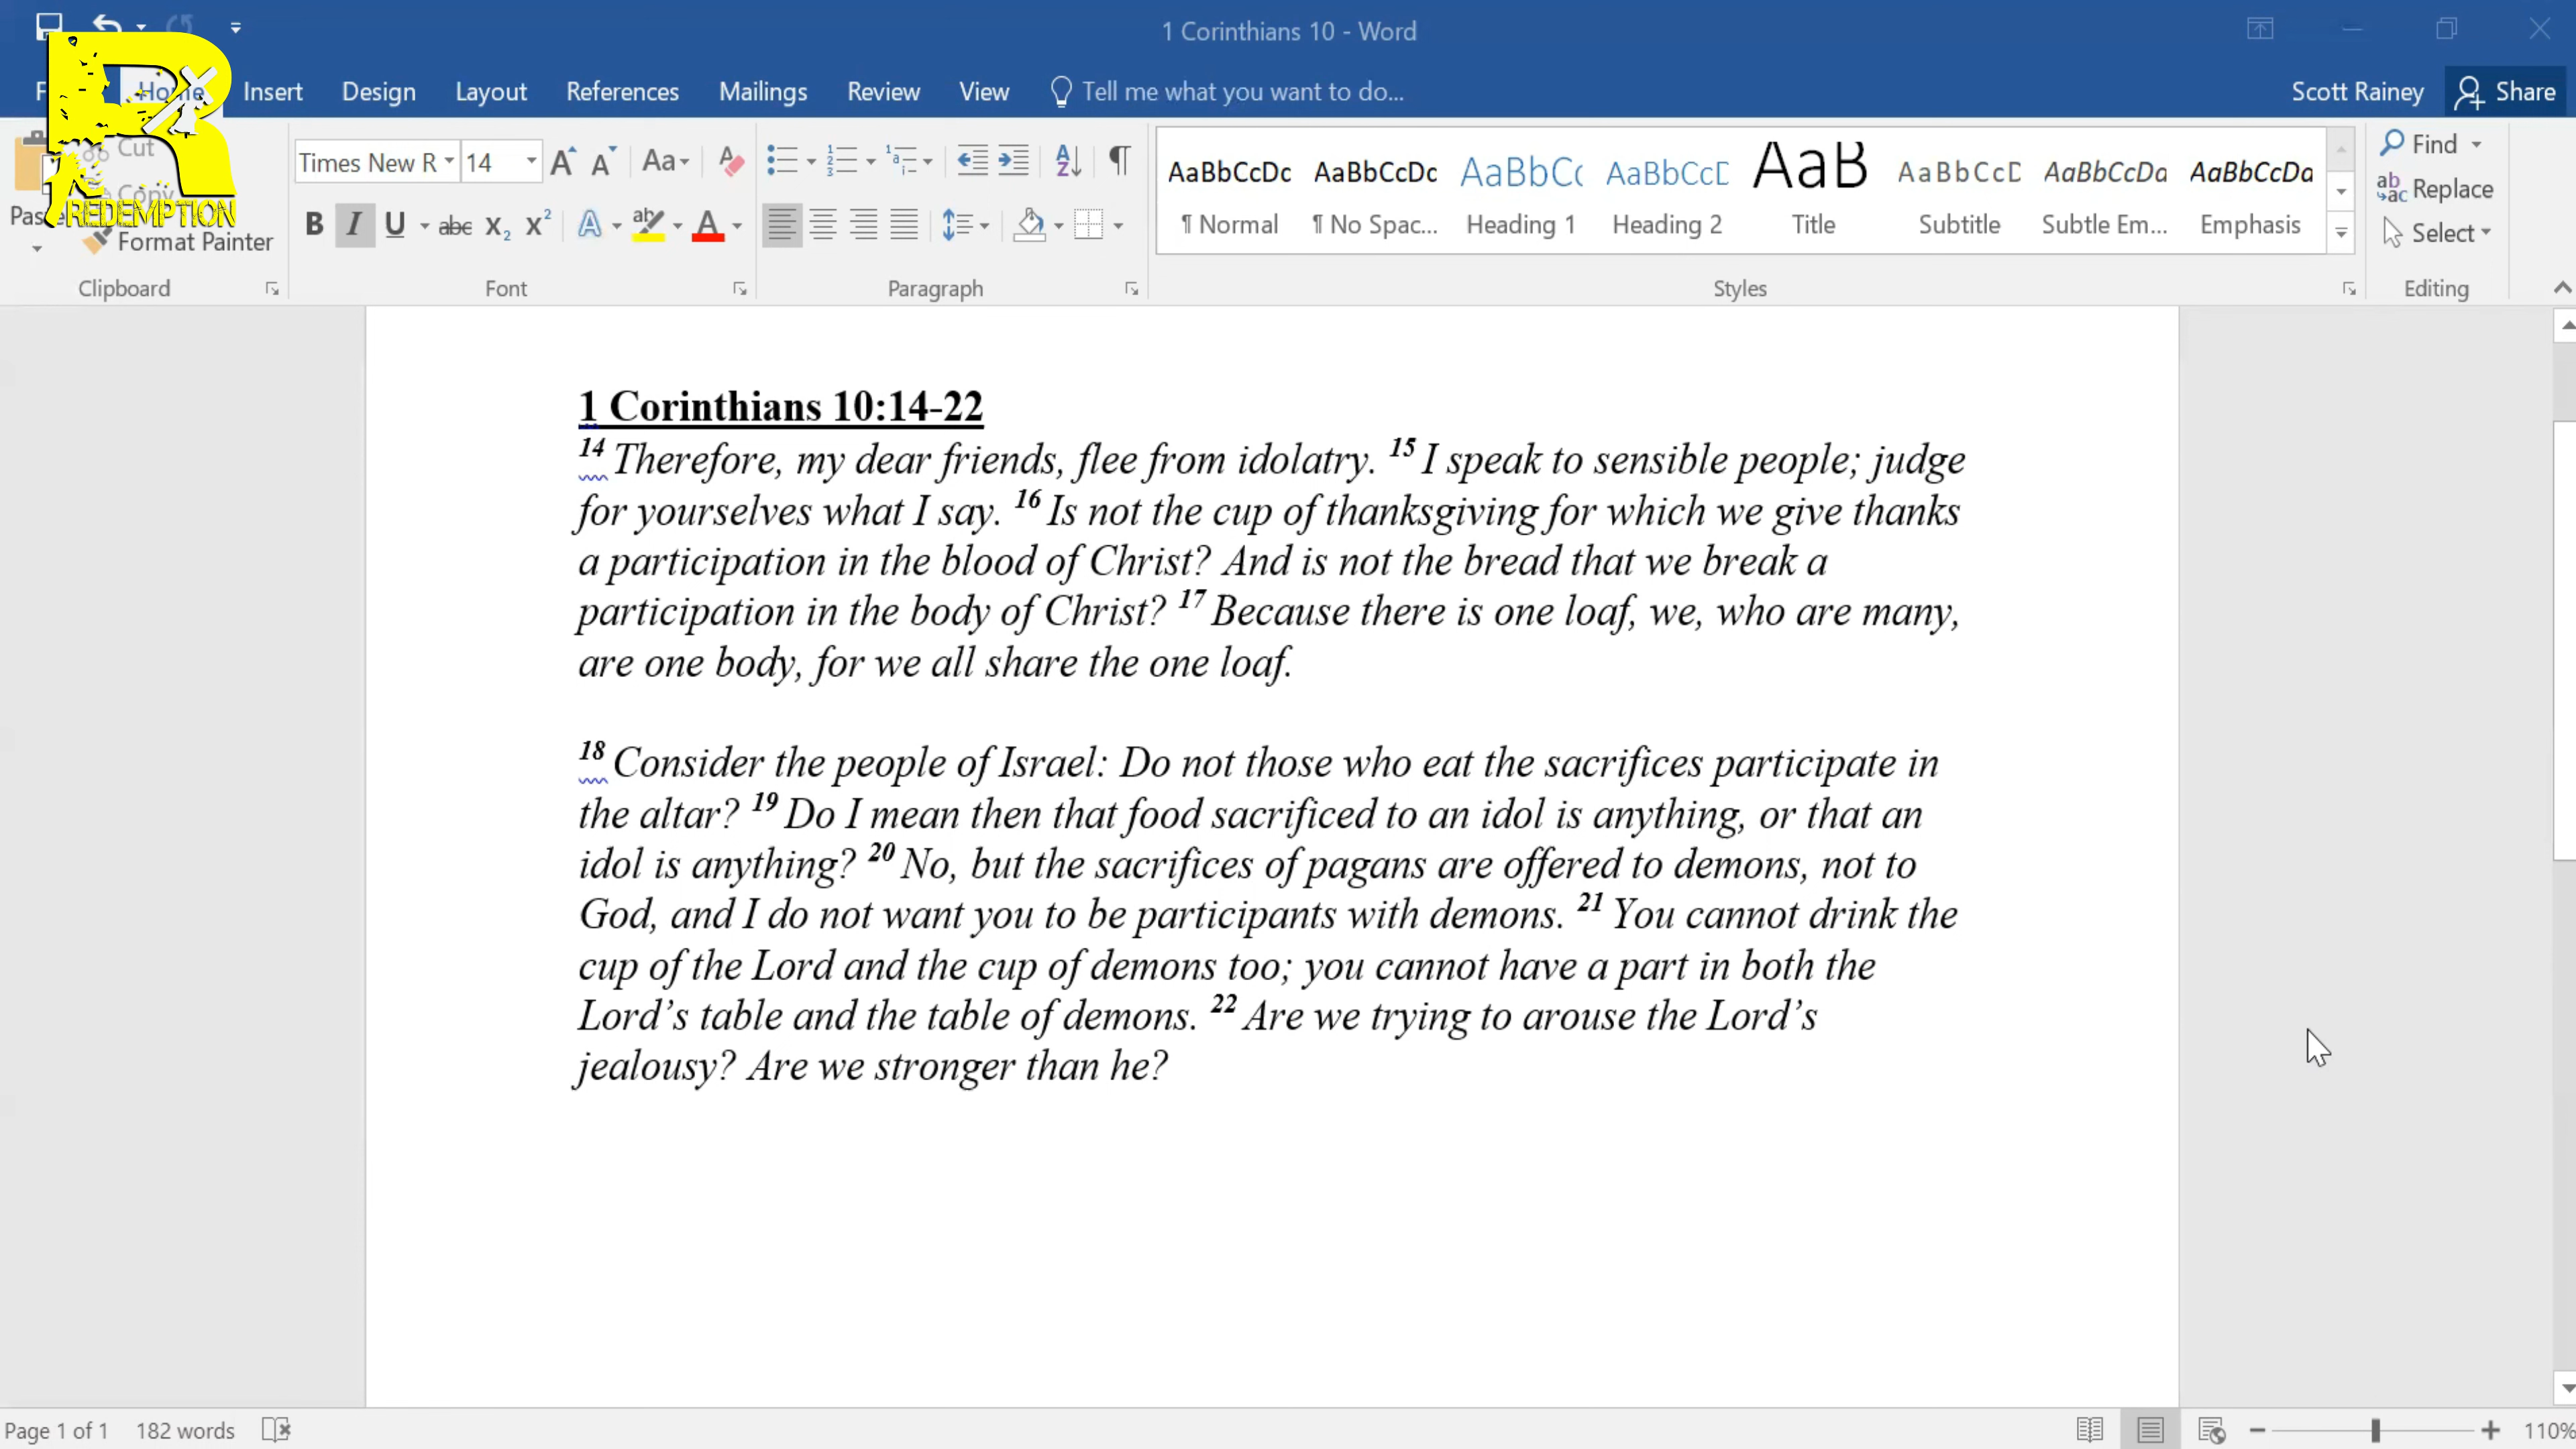 1 Corinthians 10 - Word
Home Insert Design Layout References Mailings Review View Tell me what you want to do... Scott Rainey Share
REDEMPTION
Cut
Copy
Format Painter
Clipboard
Times New R 14
Font
Paragraph
AaBbCcDc AaBbCcDc AaBbCc AaBbCcD AaB AaBbCcD AaBbCcDa AaBbCcDa
¶ Normal ¶ No Spac... Heading 1 Heading 2 Title Subtitle Subtle Em... Emphasis
Styles
Find
Replace
Select
Editing
1 Corinthians 10:14-22
14 Therefore, my dear friends, flee from idolatry. 15 I speak to sensible people; judge
for yourselves what I say. 16 Is not the cup of thanksgiving for which we give thanks
a participation in the blood of Christ? And is not the bread that we break a
participation in the body of Christ? 17 Because there is one loaf, we, who are many,
are one body, for we all share the one loaf.
18 Consider the people of Israel: Do not those who eat the sacrifices participate in
the altar? 19 Do I mean then that food sacrificed to an idol is anything, or that an
idol is anything? 20 No, but the sacrifices of pagans are offered to demons, not to
God, and I do not want you to be participants with demons. 21 You cannot drink the
cup of the Lord and the cup of demons too; you cannot have a part in both the
Lord’s table and the table of demons. 22 Are we trying to arouse the Lord’s
jealousy? Are we stronger than he?
Page 1 of 1 182 words 110%